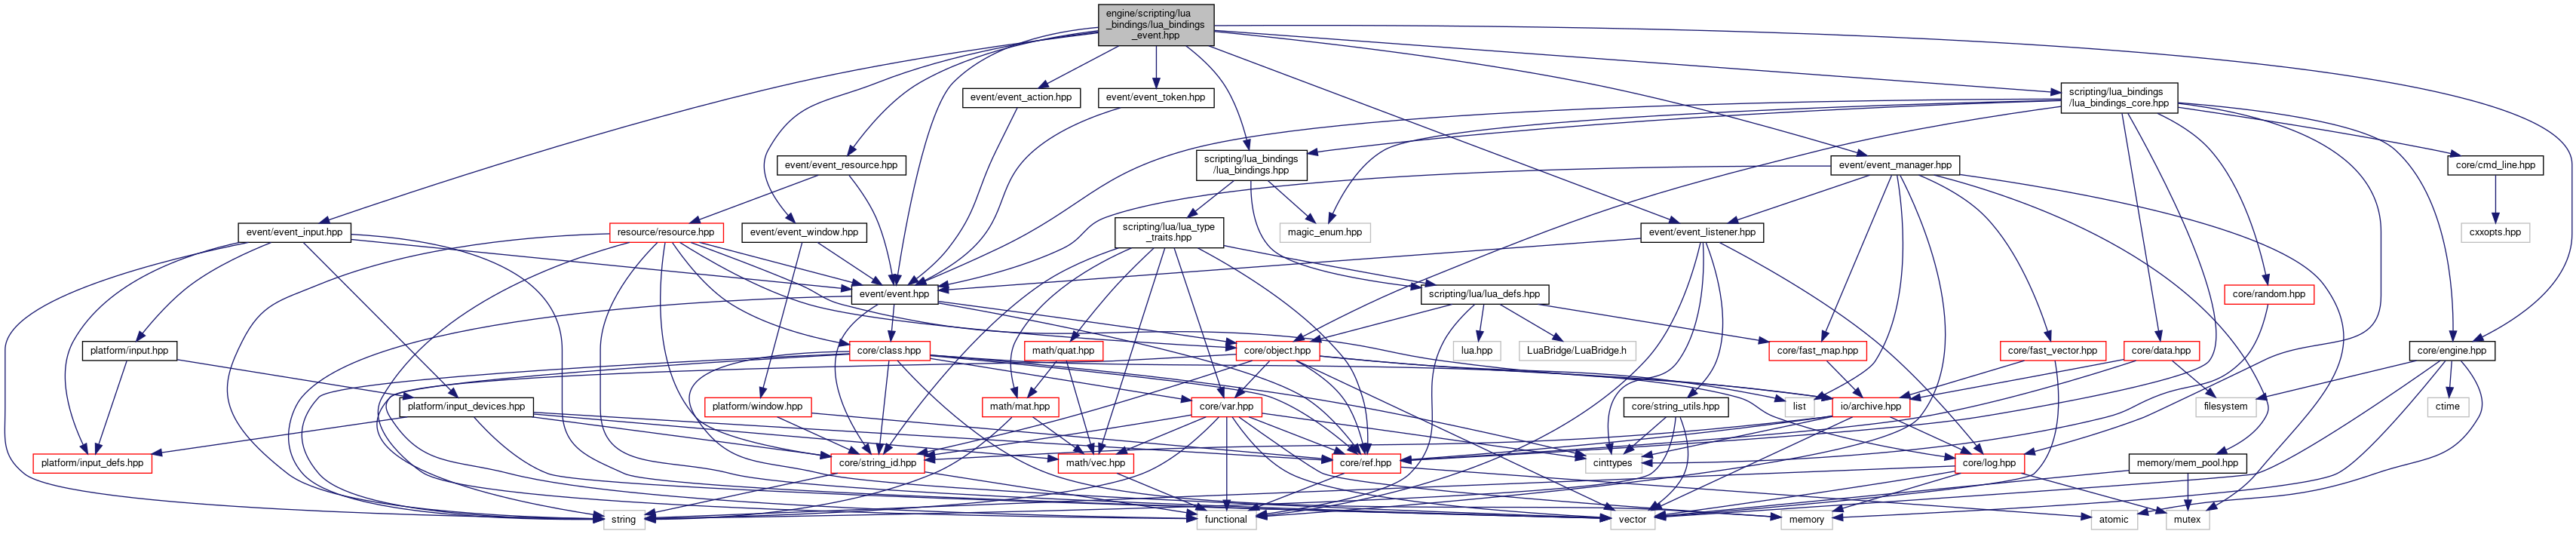 engine/scripting/lua
_bindings/lua_bindings
_event.hpp
event/event_action.hpp
event/event_token.hpp
scripting/lua_bindings
/lua_bindings_core.hpp
event/event_resource.hpp
scripting/lua_bindings
/lua_bindings.hpp
event/event_manager.hpp
core/cmd_line.hpp
event/event_input.hpp
resource/resource.hpp
event/event_window.hpp
scripting/lua/lua_type
_traits.hpp
magic_enum.hpp
event/event_listener.hpp
cxxopts.hpp
event/event.hpp
scripting/lua/lua_defs.hpp
core/random.hpp
platform/input.hpp
core/class.hpp
math/quat.hpp
core/object.hpp
lua.hpp
LuaBridge/LuaBridge.h
core/fast_map.hpp
core/fast_vector.hpp
core/data.hpp
core/engine.hpp
platform/input_devices.hpp
platform/window.hpp
math/mat.hpp
core/var.hpp
core/string_utils.hpp
list
io/archive.hpp
filesystem
ctime
platform/input_defs.hpp
core/string_id.hpp
math/vec.hpp
core/ref.hpp
cinttypes
core/log.hpp
memory/mem_pool.hpp
string
functional
vector
memory
atomic
mutex